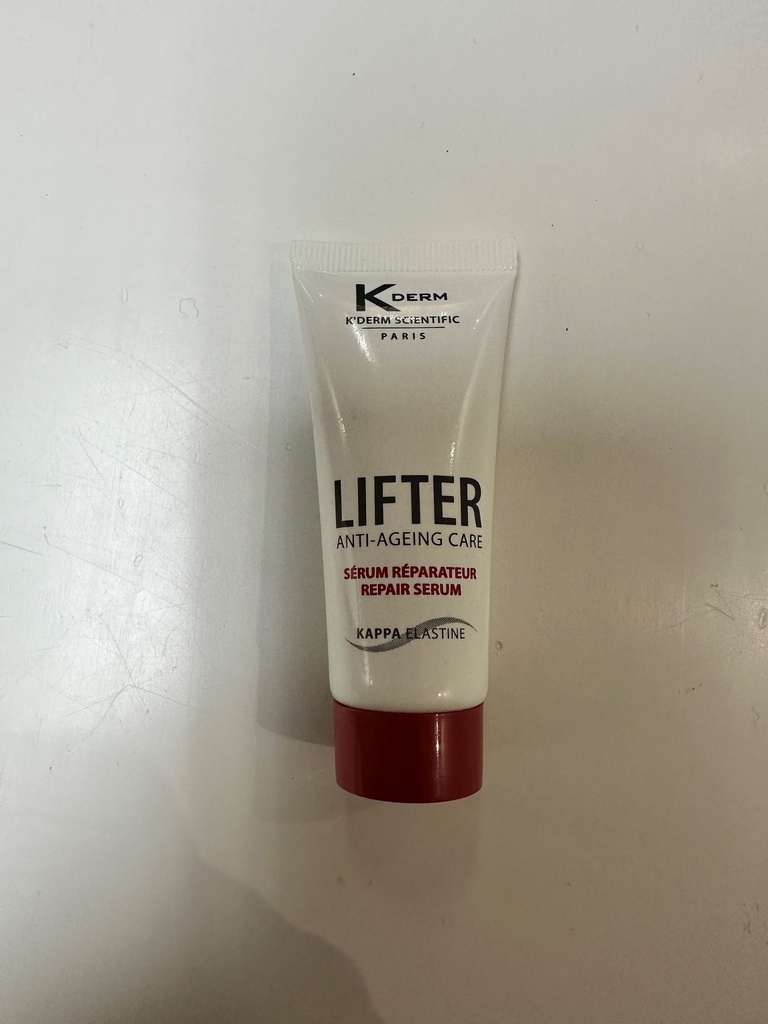 K DERM
K'DERM SCIENTIFIC
PARIS
LIFTER
ANTI-AGEING CARE
SÉRUM RÉPARATEUR
REPAIR SERUM
KAPPA ELASTINE